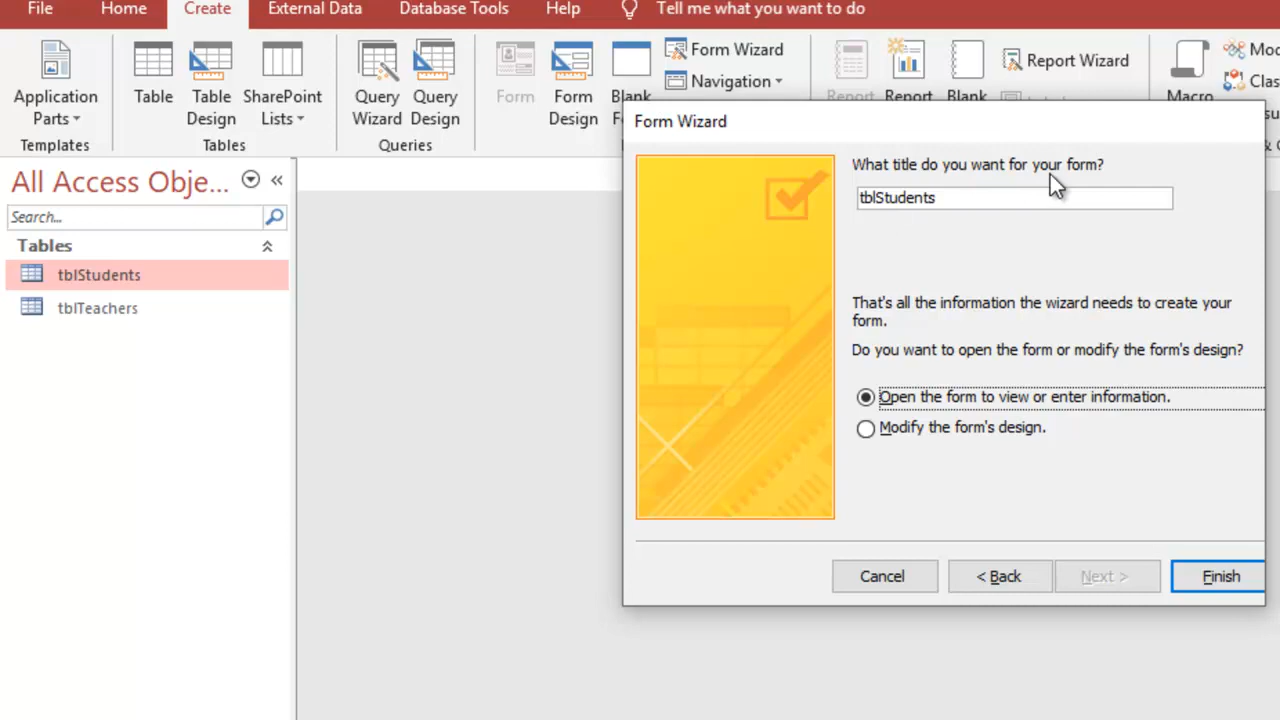 File Home Create External Data Database Tools Help Tell me what you want to do
Application Parts
Templates
Table
Table Design
SharePoint Lists
Tables
Query Wizard
Query Design
Queries
Form
Form Design
Blank
Form Wizard
Navigation
Report
Report
Blank
Report Wizard
Macro
All Access Obje...
Search...
Tables
tblStudents
tblTeachers
Form Wizard
What title do you want for your form?
tblStudents
That's all the information the wizard needs to create your
form.
Do you want to open the form or modify the form's design?
Open the form to view or enter information.
Modify the form's design.
Cancel < Back Next > Finish